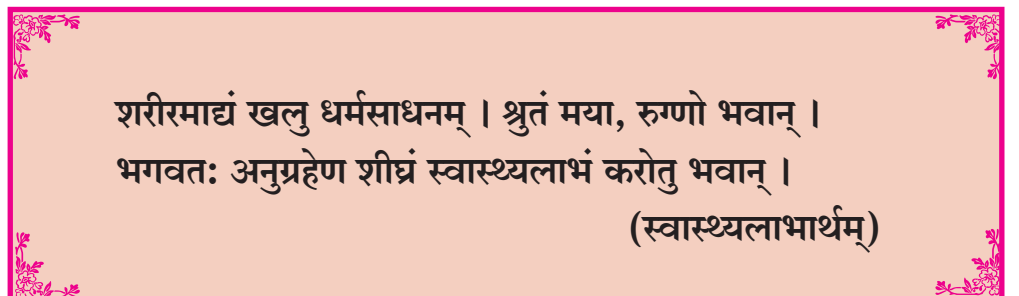 शरीरमाद्यं खलु धर्मसाधनम् । श्रुतं मया, रुग्णो भवान् ।
भगवत: अनुग्रहेण शीघ्रं स्वास्थ्यलाभं करोतु भवान् ।
(स्वास्थ्यलाभार्थम्)